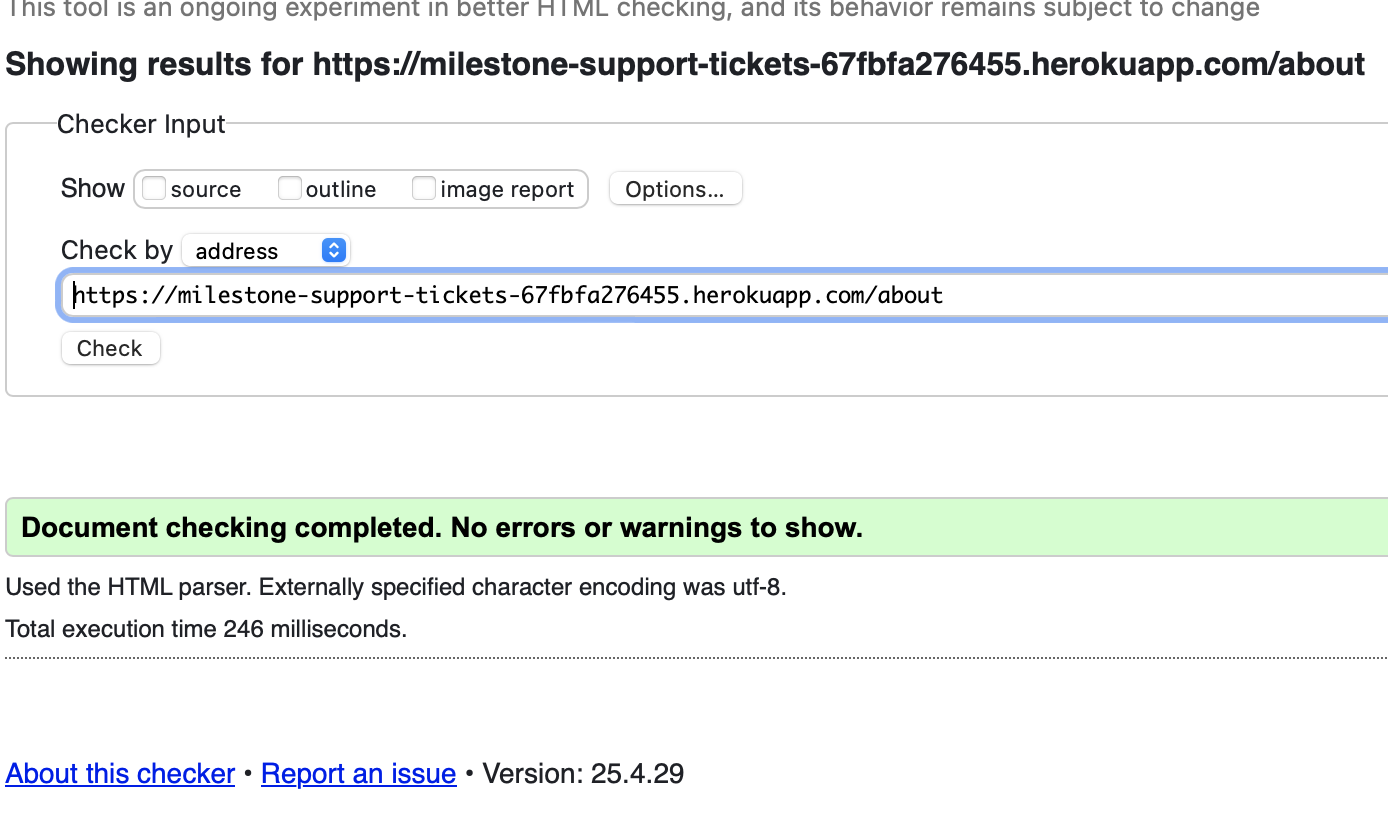 This tool is an ongoing experiment in better HTML checking, and its behavior remains subject to change
Showing results for https://milestone-support-tickets-67fbfa276455.herokuapp.com/about
Checker Input
Show source outline image report Options...
Check by address
https://milestone-support-tickets-67fbfa276455.herokuapp.com/about
Check
Document checking completed. No errors or warnings to show.
Used the HTML parser. Externally specified character encoding was utf-8.
Total execution time 246 milliseconds.
About this checker • Report an issue • Version: 25.4.29